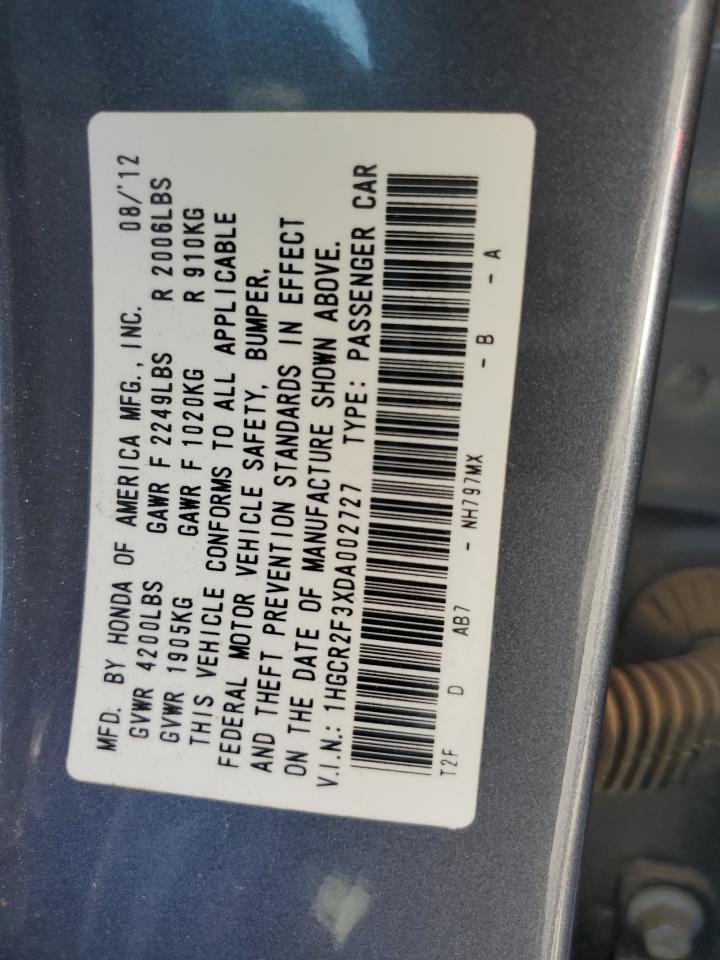 MFD. BY HONDA OF AMERICA MFG., INC. 08/'12
GVWR 4200LBS GAWR F 2249LBS R 2006LBS
GVWR 1905KG GAWR F 1020KG R 910KG
THIS VEHICLE CONFORMS TO ALL APPLICABLE
FEDERAL MOTOR VEHICLE SAFETY, BUMPER,
AND THEFT PREVENTION STANDARDS IN EFFECT
ON THE DATE OF MANUFACTURE SHOWN ABOVE.
V.I.N.: 1HGCR2F3XDA002727 TYPE: PASSENGER CAR
T2F D AB7 - NH797MX - B - A